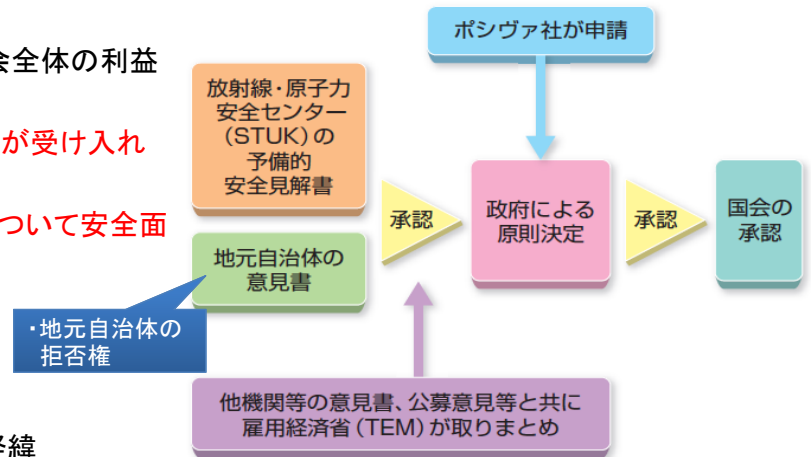 会全体の利益
が受け入れ
ついて安全面
ポシヴァ社が申請
放射線・原子力
安全センター
(STUK)の
予備的
安全見解書
地元自治体の
意見書
・地元自治体の
拒否権
承認
政府による
原則決定
承認
国会の
承認
他機関等の意見書、公募意見等と共に
雇用経済省(TEM)が取りまとめ
経緯